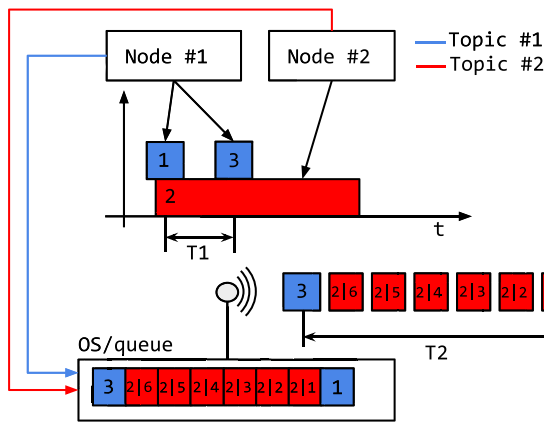 Node #1
Node #2
Topic #1
Topic #2
1
3
2
t
T1
3 2|6 2|5 2|4 2|3 2|2
T2
OS/queue
3 2|6 2|5 2|4 2|3 2|2 2|1 1